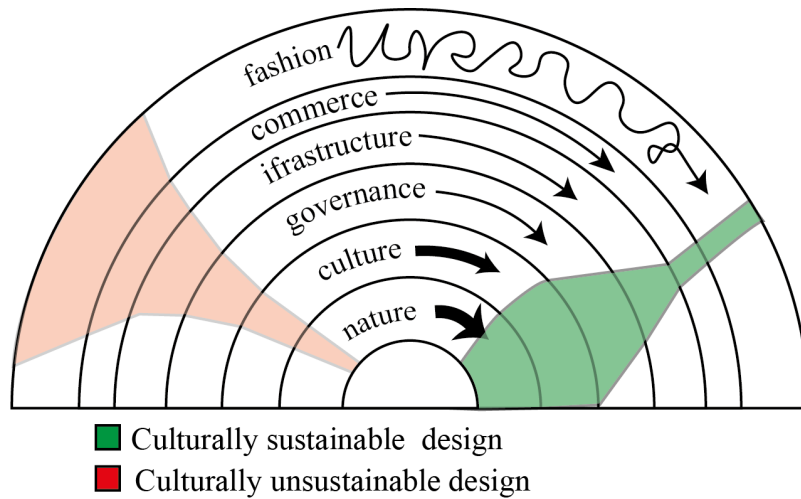 fashion
commerce
ifrastructure
governance
culture
nature
Culturally sustainable design
Culturally unsustainable design